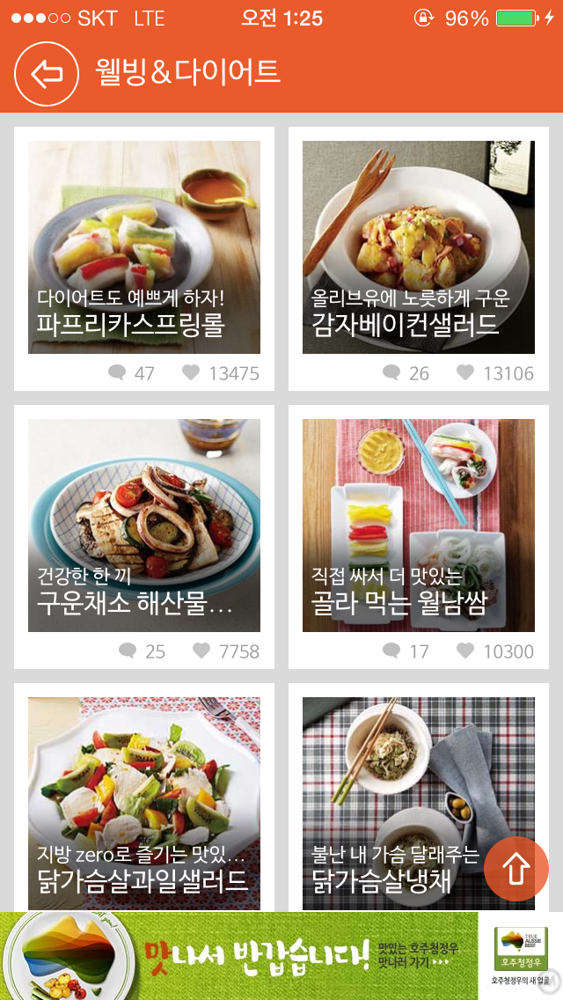 SKT LTE 오전 1:25 96%
웰빙&다이어트
다이어트도 예쁘게 하자!
파프리카스프링롤
47 13475
올리브유에 노릇하게 구운
감자베이컨샐러드
26 13106
건강한 한 끼
구운채소 해산물…
25 7758
직접 싸서 더 맛있는
골라 먹는 월남쌈
17 10300
지방 zero로 즐기는 맛있…
닭가슴살과일샐러드
불난 내 가슴 달래주는
닭가슴살냉채
맛나서 반갑습니다!
맛있는 호주청정우
맛나러 가기
TRUE
AUSSIE
BEEF
호주청정우
호주청정우의 새 얼굴